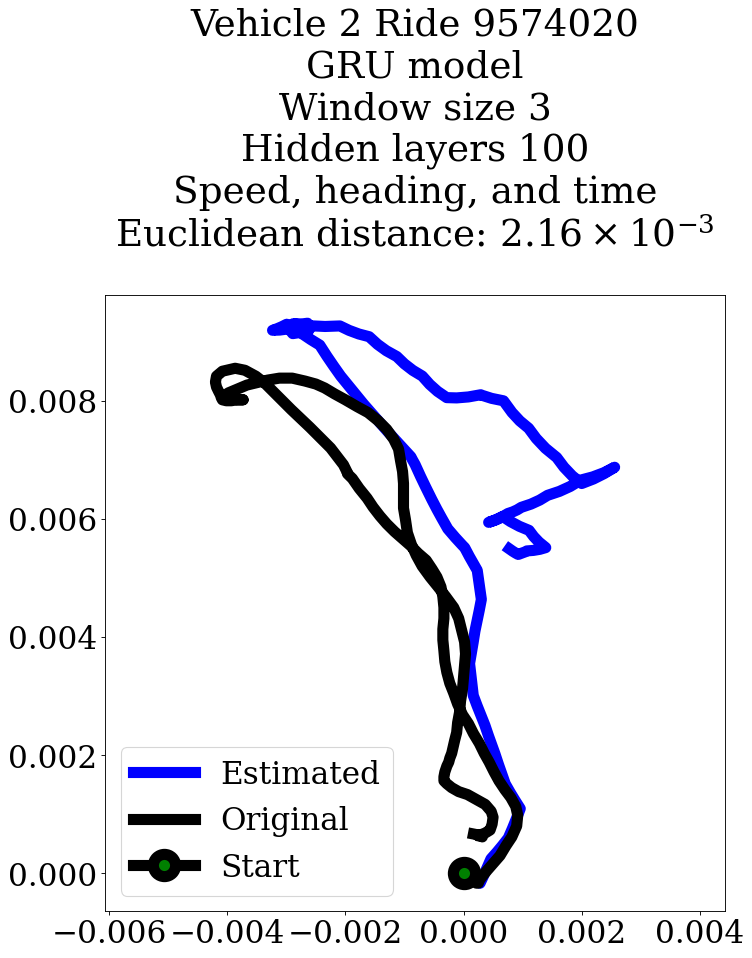 Vehicle 2 Ride 9574020
GRU model
Window size 3
Hidden layers 100
Speed, heading, and time
Euclidean distance: 2.16 × 10⁻³
0.008
0.006
0.004
0.002
0.000
Estimated
Original
Start
−0.006 −0.004 −0.002 0.000 0.002 0.004